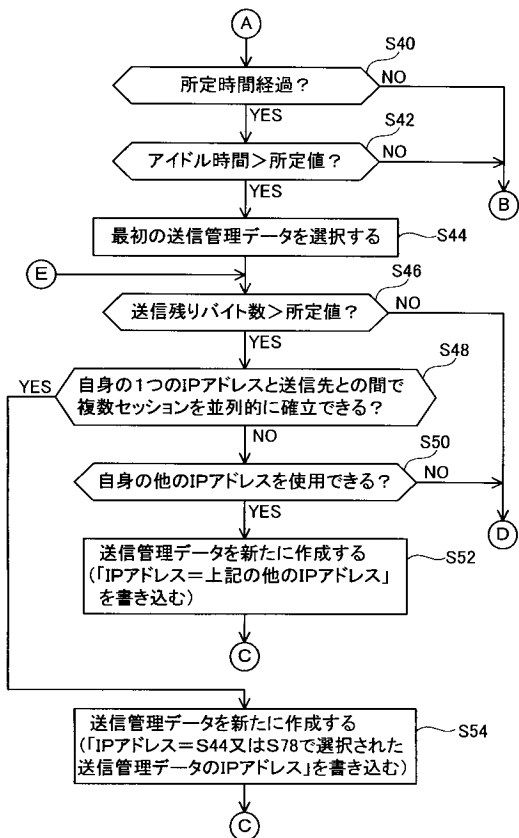 A
S40
所定時間経過?
NO
YES
S42
アイドル時間>所定値?
NO
YES
B
最初の送信管理データを選択する
S44
E
S46
送信残りバイト数>所定値?
NO
YES
S48
YES
自身の1つのIPアドレスと送信先との間で
複数セッションを並列的に確立できる?
NO
S50
自身の他のIPアドレスを使用できる?
NO
YES
D
送信管理データを新たに作成する
(「IPアドレス=上記の他のIPアドレス」
を書き込む)
S52
C
送信管理データを新たに作成する
(「IPアドレス=S44又はS78で選択された
送信管理データのIPアドレス」を書き込む)
S54
C